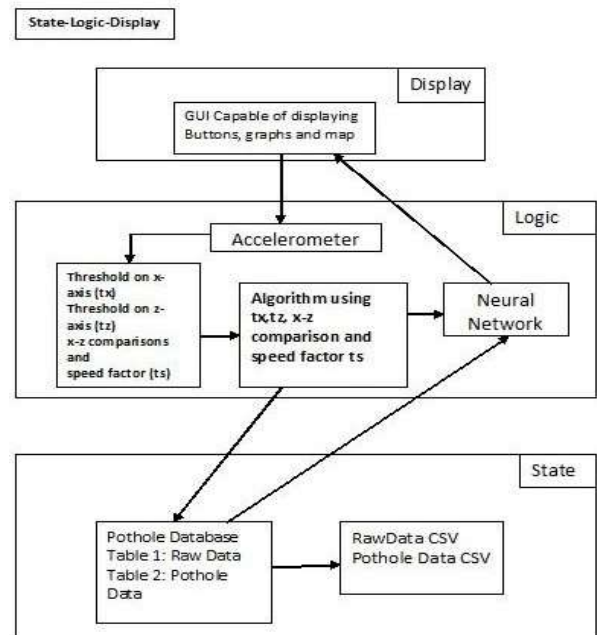 State-Logic-Display
Display
GUI Capable of displaying
Buttons, graphs and map
Logic
Accelerometer
Threshold on x-
axis (tx)
Threshold on z-
axis (tz)
x-z comparisons
and
speed factor (ts)
Algorithm using
tx,tz, x-z
comparison and
speed factor ts
Neural
Network
State
Pothole Database
Table 1: Raw Data
Table 2: Pothole
Data
RawData CSV
Pothole Data CSV